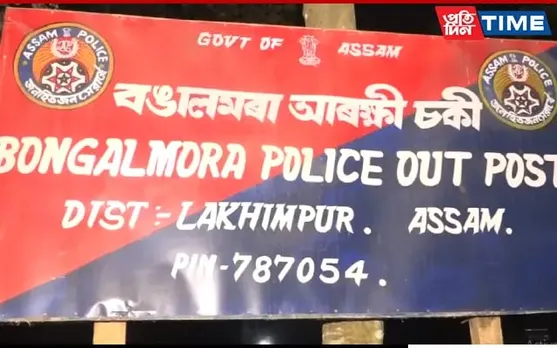 প্ৰতিদিন TIME
GOVT OF ASSAM
ASSAM POLICE
ASSAM POLICE
বঙালমৰা আৰক্ষী চকী
BONGALMORA POLICE OUT POST
DIST:- LAKHIMPUR. ASSAM.
PIN-787054.